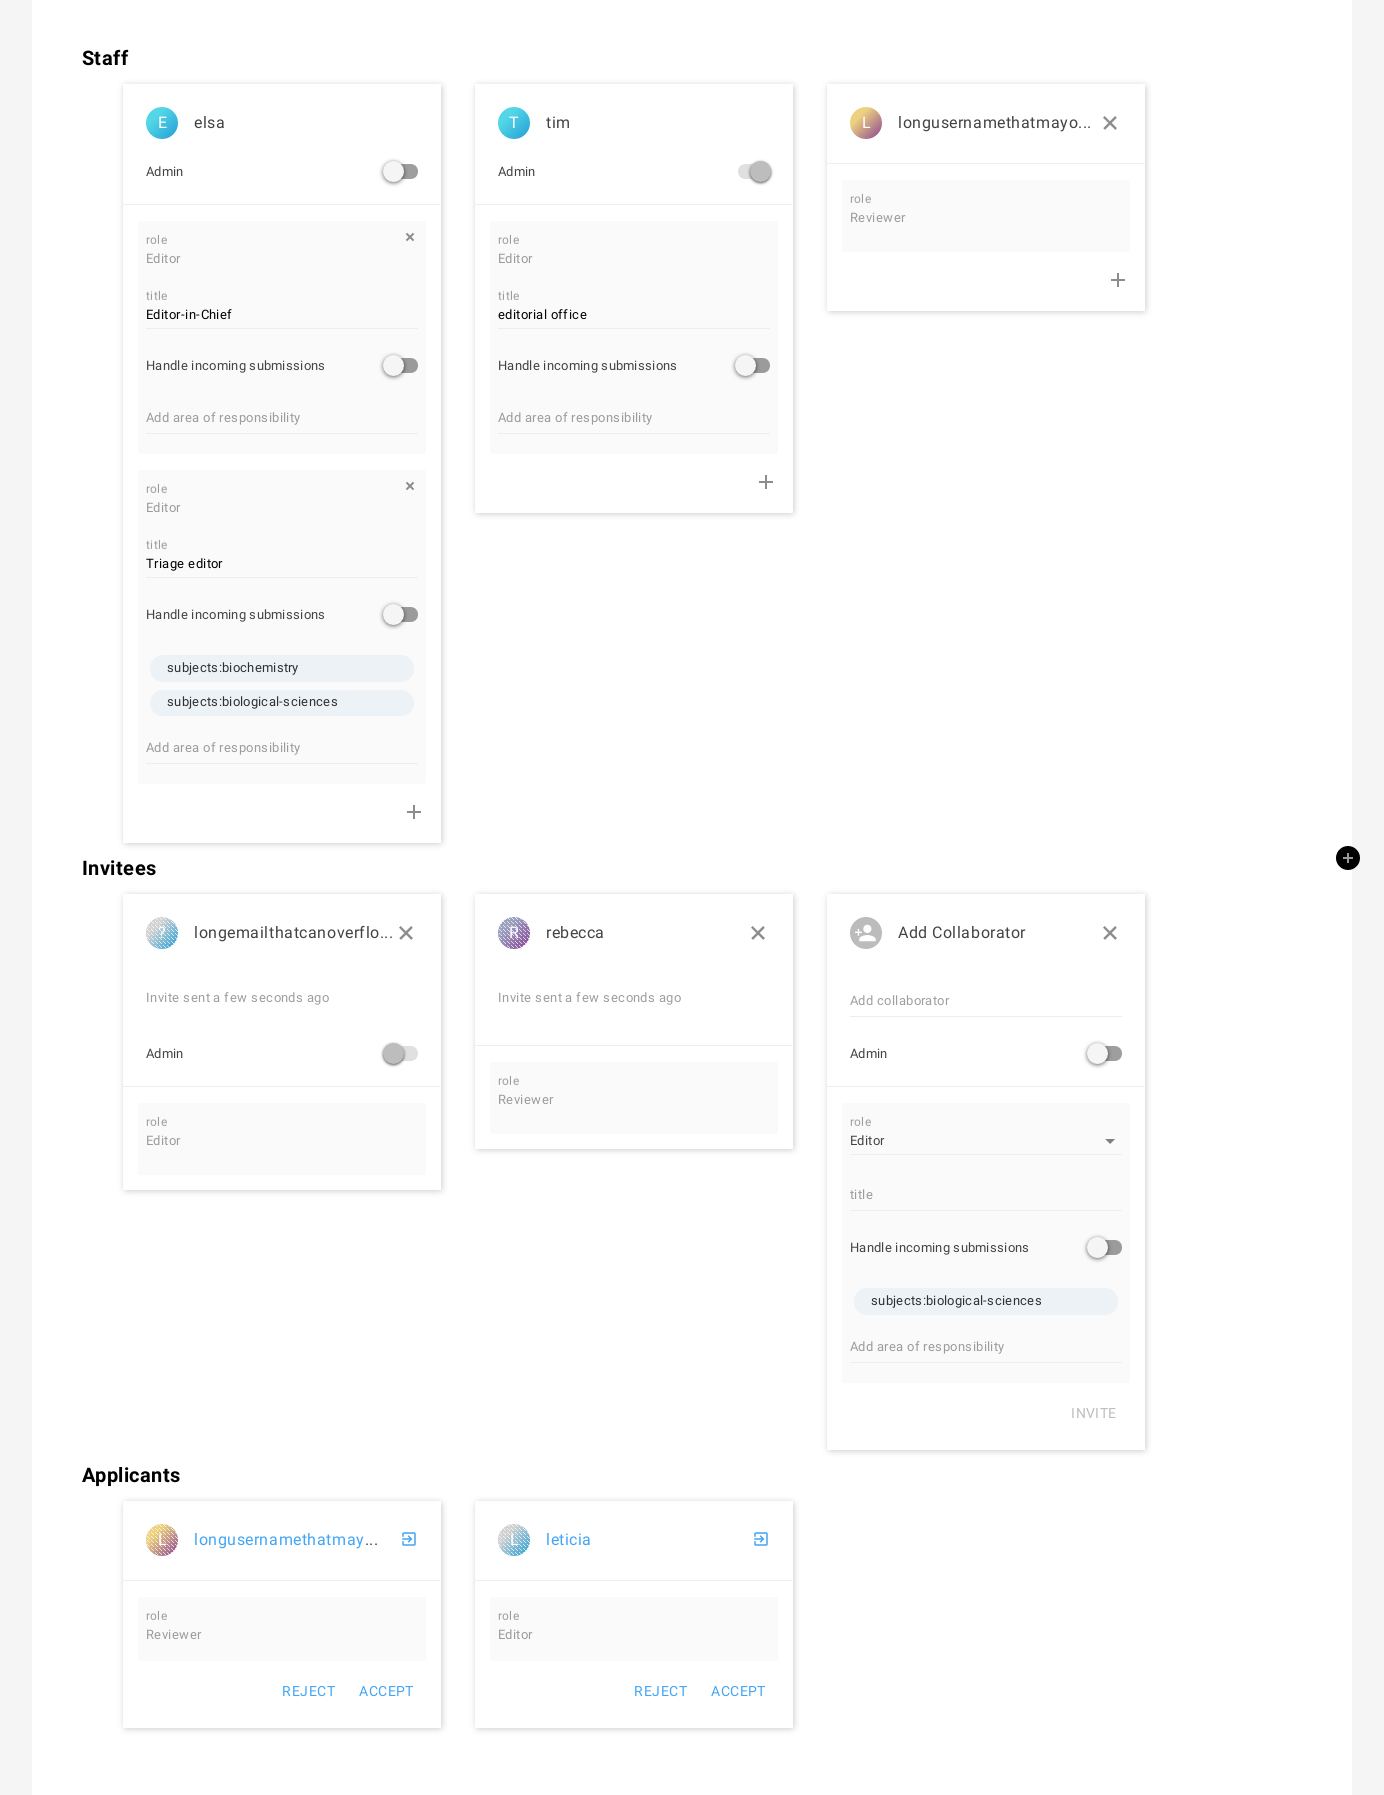 Staff
E
elsa
Admin
role
Editor
title
Editor-in-Chief
Handle incoming submissions
Add area of responsibility
role
Editor
title
Triage editor
Handle incoming submissions
subjects:biochemistry
subjects:biological-sciences
Add area of responsibility
T
tim
Admin
role
Editor
title
editorial office
Handle incoming submissions
Add area of responsibility
L
longusernamethatmayo...
role
Reviewer
Invitees
?
longemailthatcanoverflo...
Invite sent a few seconds ago
Admin
role
Editor
R
rebecca
Invite sent a few seconds ago
role
Reviewer
Add Collaborator
Add collaborator
Admin
role
Editor
title
Handle incoming submissions
subjects:biological-sciences
Add area of responsibility
INVITE
Applicants
L
longusernamethatmay...
role
Reviewer
REJECT ACCEPT
L
leticia
role
Editor
REJECT ACCEPT